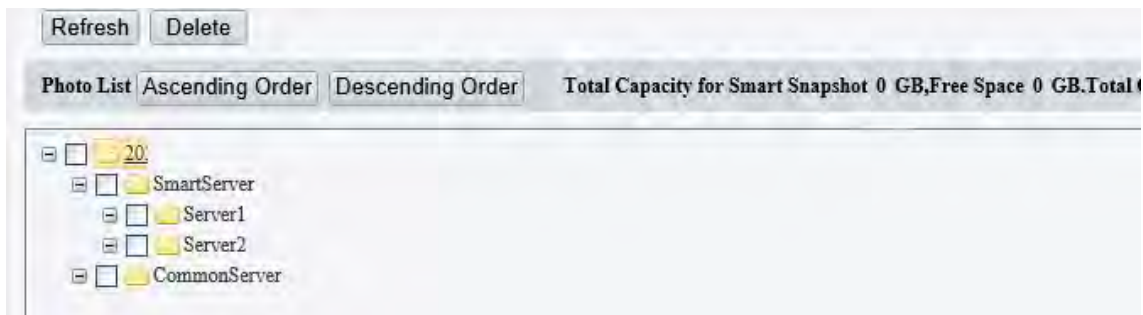 Refresh Delete
Photo List Ascending Order Descending Order Total Capacity for Smart Snapshot 0 GB,Free Space 0 GB.Total
SmartServer
Server1
Server2
CommonServer